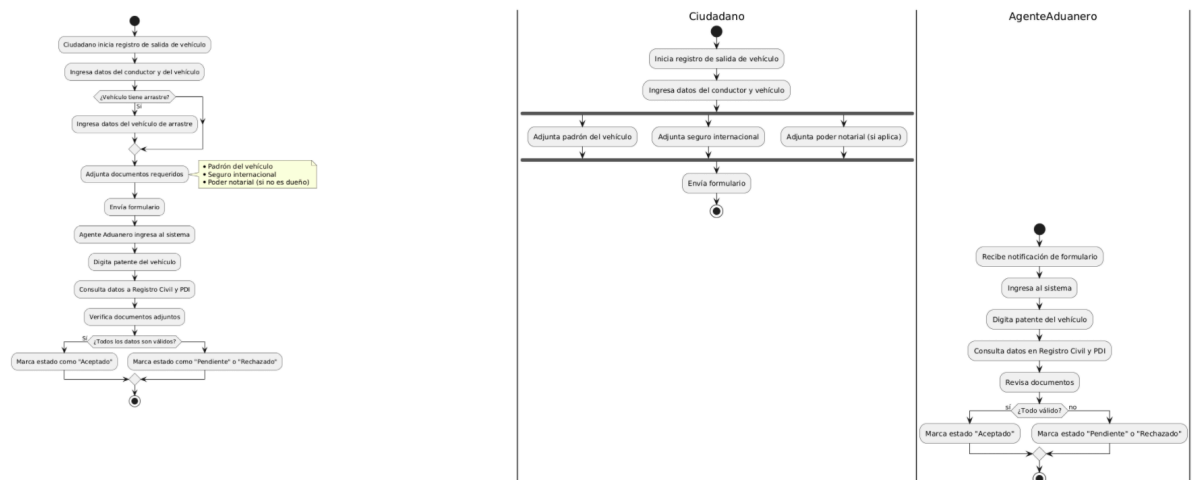 Ciudadano inicia registro de salida de vehículo
Ingresa datos del conductor y del vehículo
¿Vehículo tiene arrastre?
sí
Ingresa datos del vehículo de arrastre
Adjunta documentos requeridos
• Padrón del vehículo
• Seguro internacional
• Poder notarial (si no es dueño)
Envía formulario
Agente Aduanero ingresa al sistema
Digita patente del vehículo
Consulta datos a Registro Civil y PDI
Verifica documentos adjuntos
sí
¿Todos los datos son válidos?
Marca estado como "Aceptado"
Marca estado como "Pendiente" o "Rechazado"
Ciudadano
Inicia registro de salida de vehículo
Ingresa datos del conductor y vehículo
Adjunta padrón del vehículo
Adjunta seguro internacional
Adjunta poder notarial (si aplica)
Envía formulario
AgenteAduanero
Recibe notificación de formulario
Ingresa al sistema
Digita patente del vehículo
Consulta datos en Registro Civil y PDI
Revisa documentos
sí
¿Todo válido?
no
Marca estado "Aceptado"
Marca estado "Pendiente" o "Rechazado"